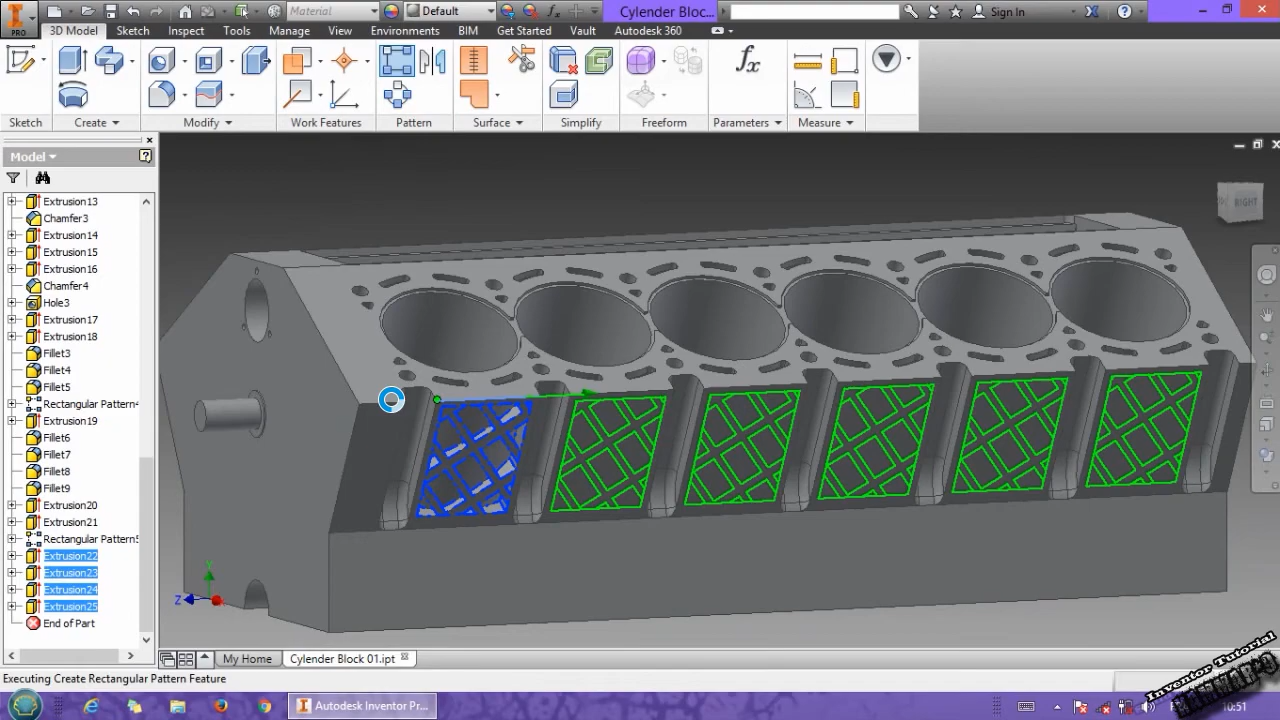 PRO
Material
Default
fx
Cylender Bloc...
Sign In
3D Model
Sketch
Inspect
Tools
Manage
View
Environments
BIM
Get Started
Vault
Autodesk 360
fx
Sketch
Create
Modify
Work Features
Pattern
Surface
Simplify
Freeform
Parameters
Measure
Model
Extrusion13
Chamfer3
Extrusion14
Extrusion15
Extrusion16
Chamfer4
Hole3
Extrusion17
Extrusion18
Fillet3
Fillet4
Fillet5
Rectangular Pattern4
Extrusion19
Fillet6
Fillet7
Fillet8
Fillet9
Extrusion20
Extrusion21
Rectangular Pattern5
Extrusion22
Extrusion23
Extrusion24
Extrusion25
End of Part
RIGHT
Y
Z
My Home
Cylender Block 01.ipt
Executing Create Rectangular Pattern Feature
Inventor Tutorial
Autodesk Inventor Pr...
10:51